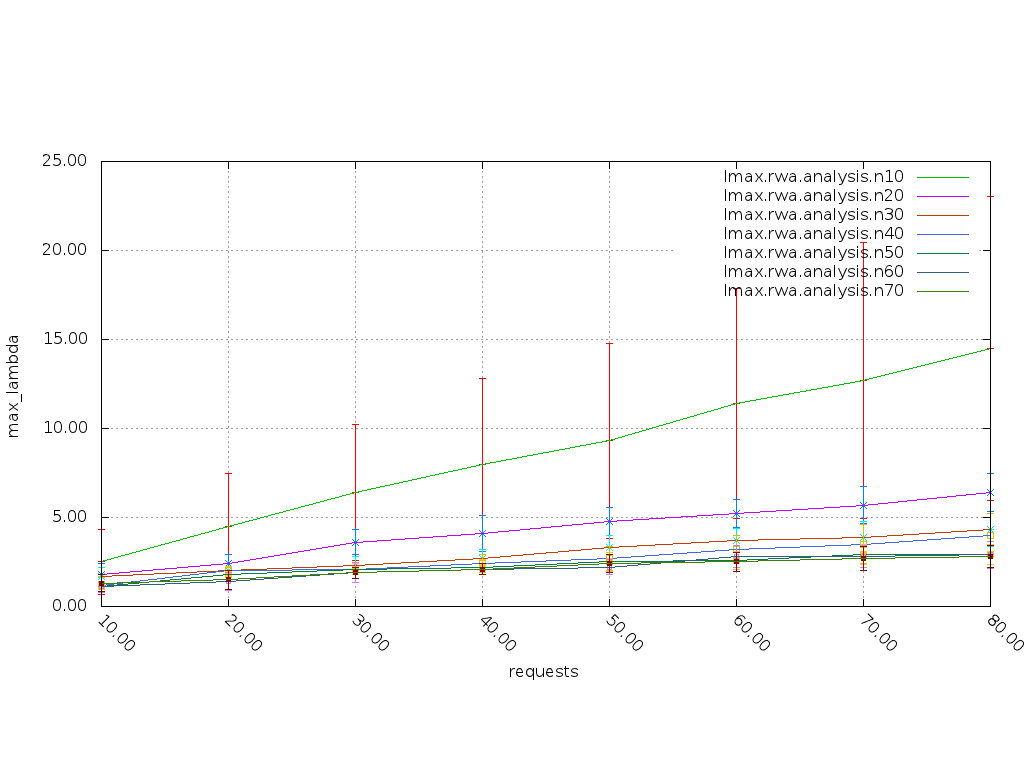 25.00
20.00
15.00
10.00
5.00
0.00
max_lambda
lmax.rwa.analysis.n10
lmax.rwa.analysis.n20
lmax.rwa.analysis.n30
lmax.rwa.analysis.n40
lmax.rwa.analysis.n50
lmax.rwa.analysis.n60
lmax.rwa.analysis.n70
10.00 20.00 30.00 40.00 50.00 60.00 70.00 80.00
requests